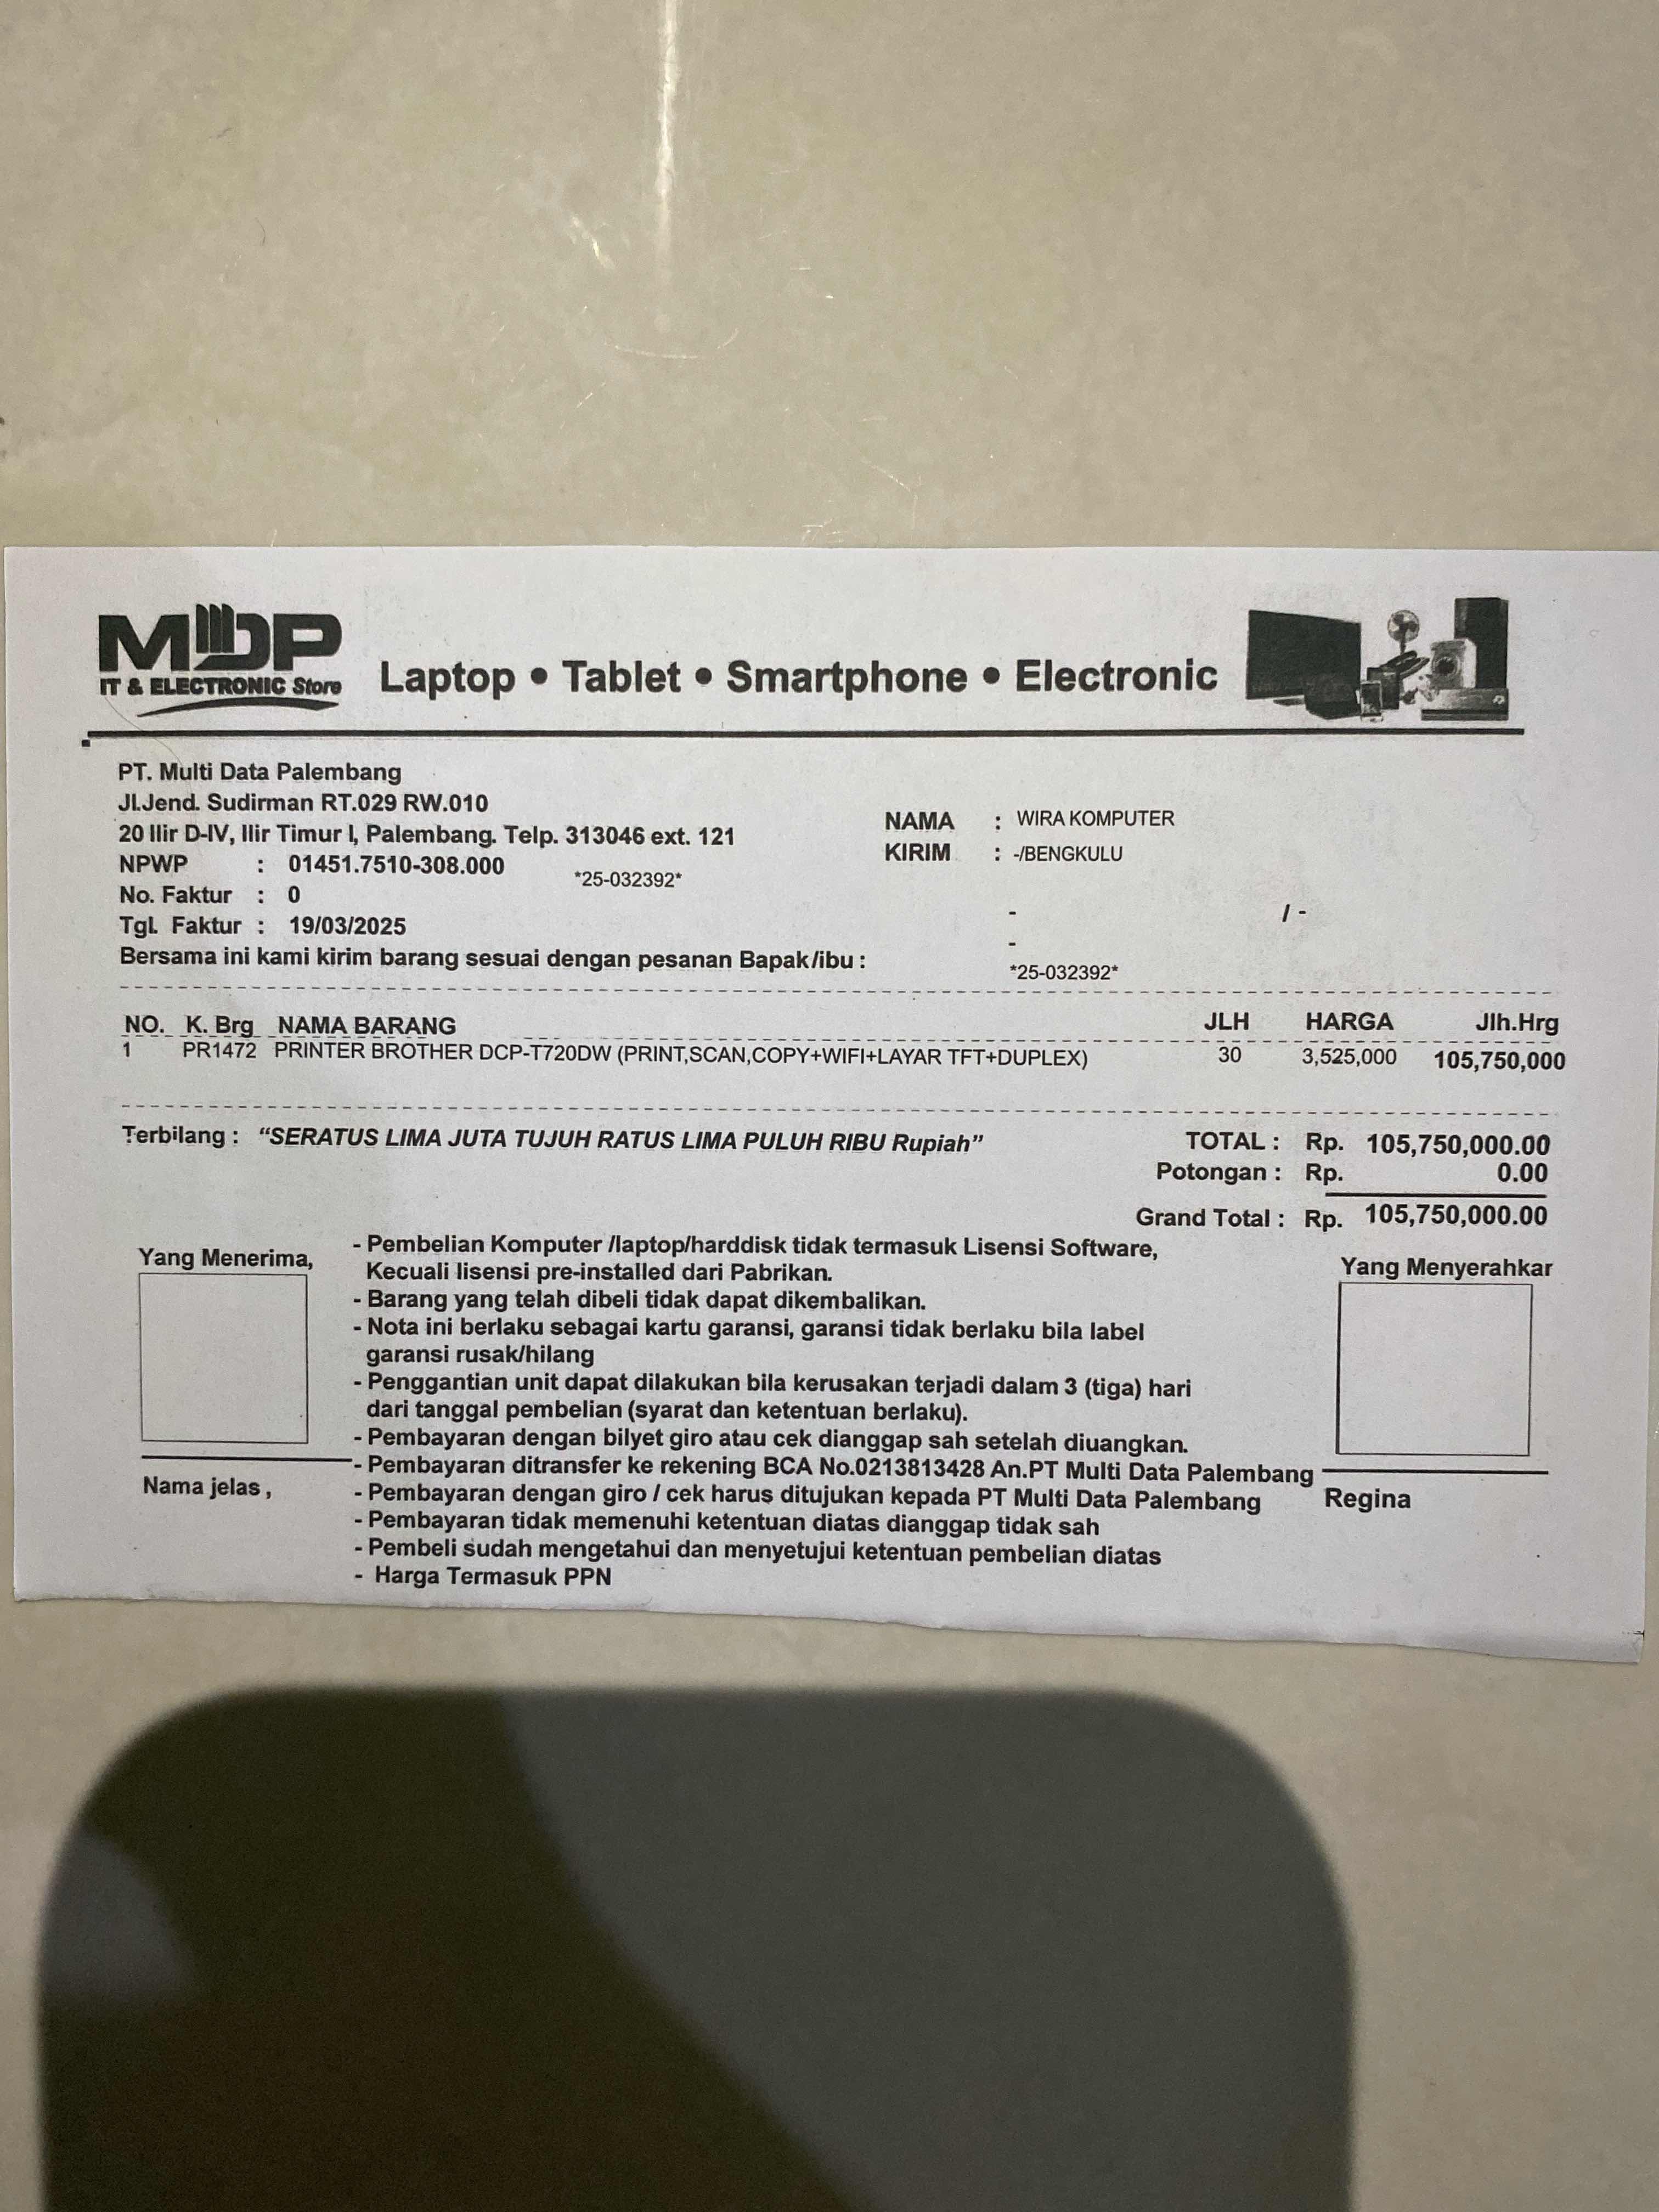 MDP
IT & ELECTRONIC Store
Laptop • Tablet • Smartphone • Electronic
PT. Multi Data Palembang
Jl.Jend. Sudirman RT.029 RW.010
20 Ilir D-IV, Ilir Timur I, Palembang. Telp. 313046 ext. 121
NPWP : 01451.7510-308.000
*25-032392*
No. Faktur : 0
Tgl. Faktur : 19/03/2025
Bersama ini kami kirim barang sesuai dengan pesanan Bapak/ibu :
NAMA : WIRA KOMPUTER
KIRIM : -/BENGKULU
- / -
-
*25-032392*
NO. K. Brg NAMA BARANG JLH HARGA Jlh.Hrg
1 PR1472 PRINTER BROTHER DCP-T720DW (PRINT,SCAN,COPY+WIFI+LAYAR TFT+DUPLEX) 30 3,525,000 105,750,000
Terbilang : “SERATUS LIMA JUTA TUJUH RATUS LIMA PULUH RIBU Rupiah”
TOTAL : Rp. 105,750,000.00
Potongan : Rp. 0.00
Grand Total : Rp. 105,750,000.00
Yang Menerima,
- Pembelian Komputer /laptop/harddisk tidak termasuk Lisensi Software,
Kecuali lisensi pre-installed dari Pabrikan.
- Barang yang telah dibeli tidak dapat dikembalikan.
- Nota ini berlaku sebagai kartu garansi, garansi tidak berlaku bila label
garansi rusak/hilang
- Penggantian unit dapat dilakukan bila kerusakan terjadi dalam 3 (tiga) hari
dari tanggal pembelian (syarat dan ketentuan berlaku).
- Pembayaran dengan bilyet giro atau cek dianggap sah setelah diuangkan.
- Pembayaran ditransfer ke rekening BCA No.0213813428 An.PT Multi Data Palembang
- Pembayaran dengan giro / cek harus ditujukan kepada PT Multi Data Palembang
- Pembayaran tidak memenuhi ketentuan diatas dianggap tidak sah
- Pembeli sudah mengetahui dan menyetujui ketentuan pembelian diatas
- Harga Termasuk PPN
Nama jelas ,
Yang Menyerahkar
Regina